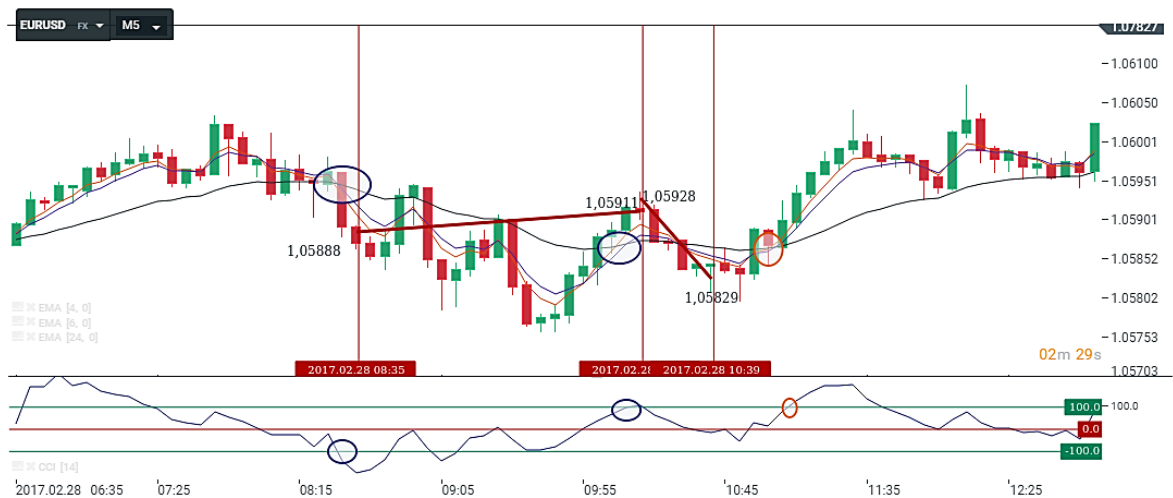 EURUSD FX M5
1.07827
1.06100
1.06050
1.06001
1.05951
1,05911 1,05928
1.05901
1,05888
1.05852
1,05829
1.05802
EMA [4, 0]
EMA [6, 0]
EMA [24, 0]
1.05753
02m 29s
1.05703
2017.02.28 08:35 2017.02.28 2017.02.28 10:39
100.0 100.0
0.0
-100.0
CCI [14]
2017.02.28 06:35 07:25 08:15 09:05 09:55 10:45 11:35 12:25